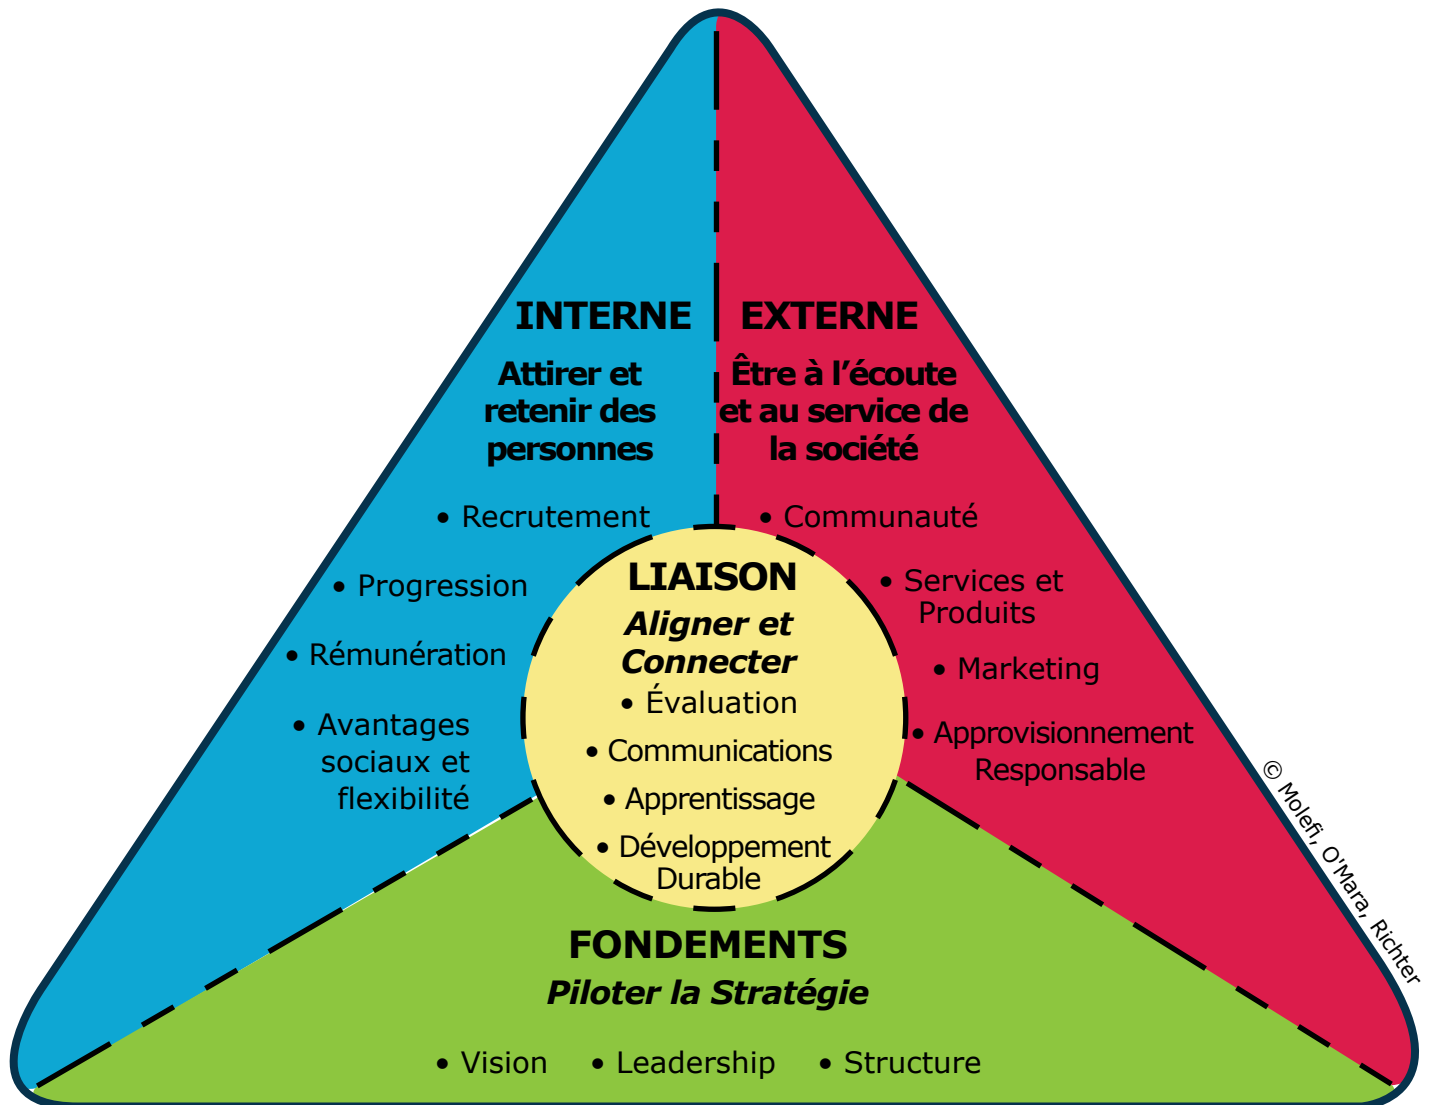 INTERNE
Attirer et
retenir des
personnes
• Recrutement
• Progression
• Rémunération
• Avantages
sociaux et
flexibilité
EXTERNE
Être à l’écoute
et au service de
la société
• Communauté
• Services et
Produits
• Marketing
• Approvisionnement
Responsable
LIAISON
Aligner et
Connecter
• Évaluation
• Communications
• Apprentissage
• Développement
Durable
FONDEMENTS
Piloter la Stratégie
• Vision • Leadership • Structure
© Molefi, O'Mara, Richter